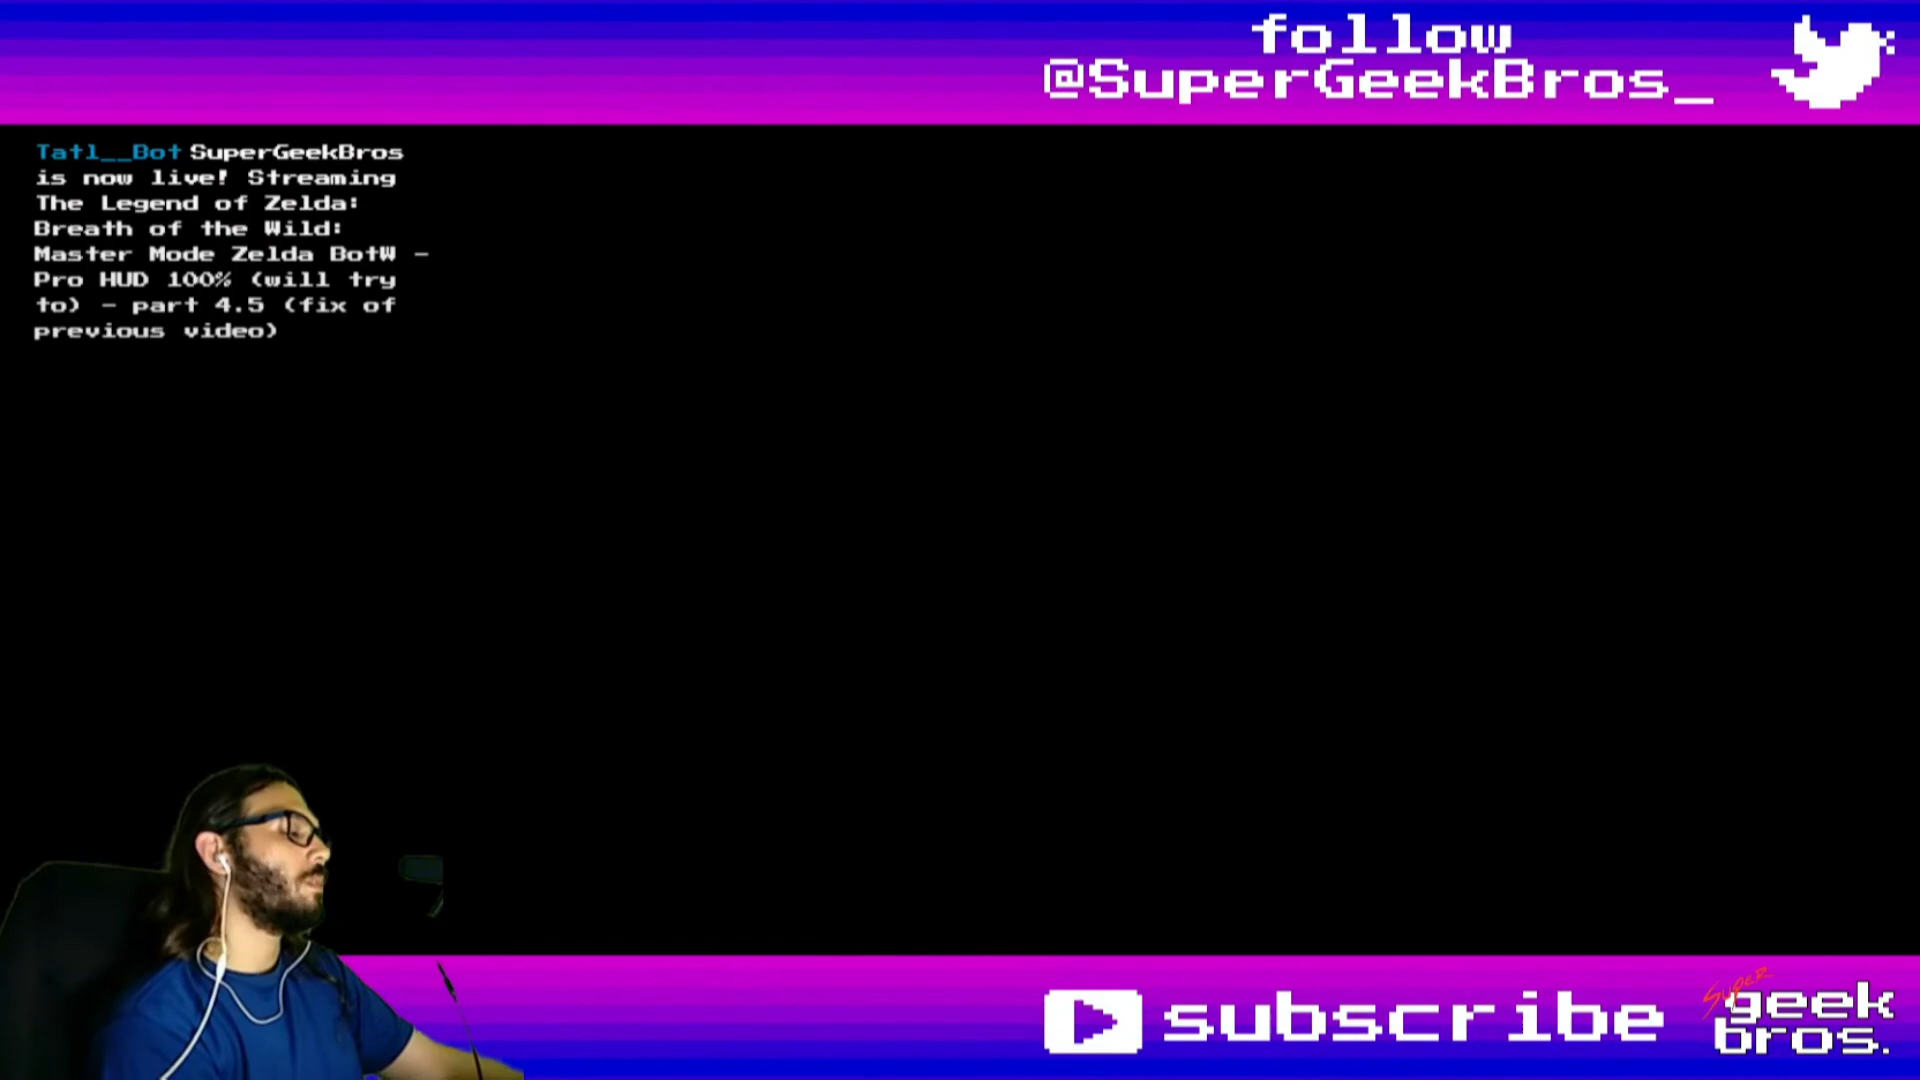 follow
@SuperGeekBros_
Tatl__Bot SuperGeekBros
is now live! Streaming
The Legend of Zelda:
Breath of the Wild:
Master Mode Zelda BotW -
Pro HUD 100% (will try
to) - part 4.5 (fix of
previous video)
subscribe
SUPER
geek
bros.